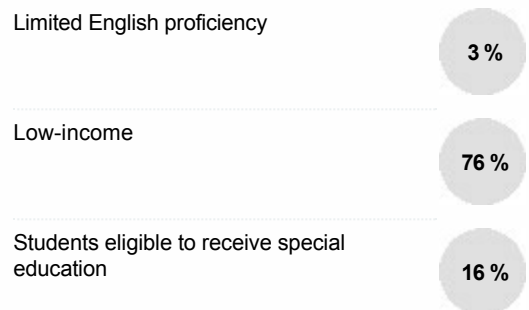 Limited English proficiency
3 %
Low-income
76 %
Students eligible to receive special
education
16 %